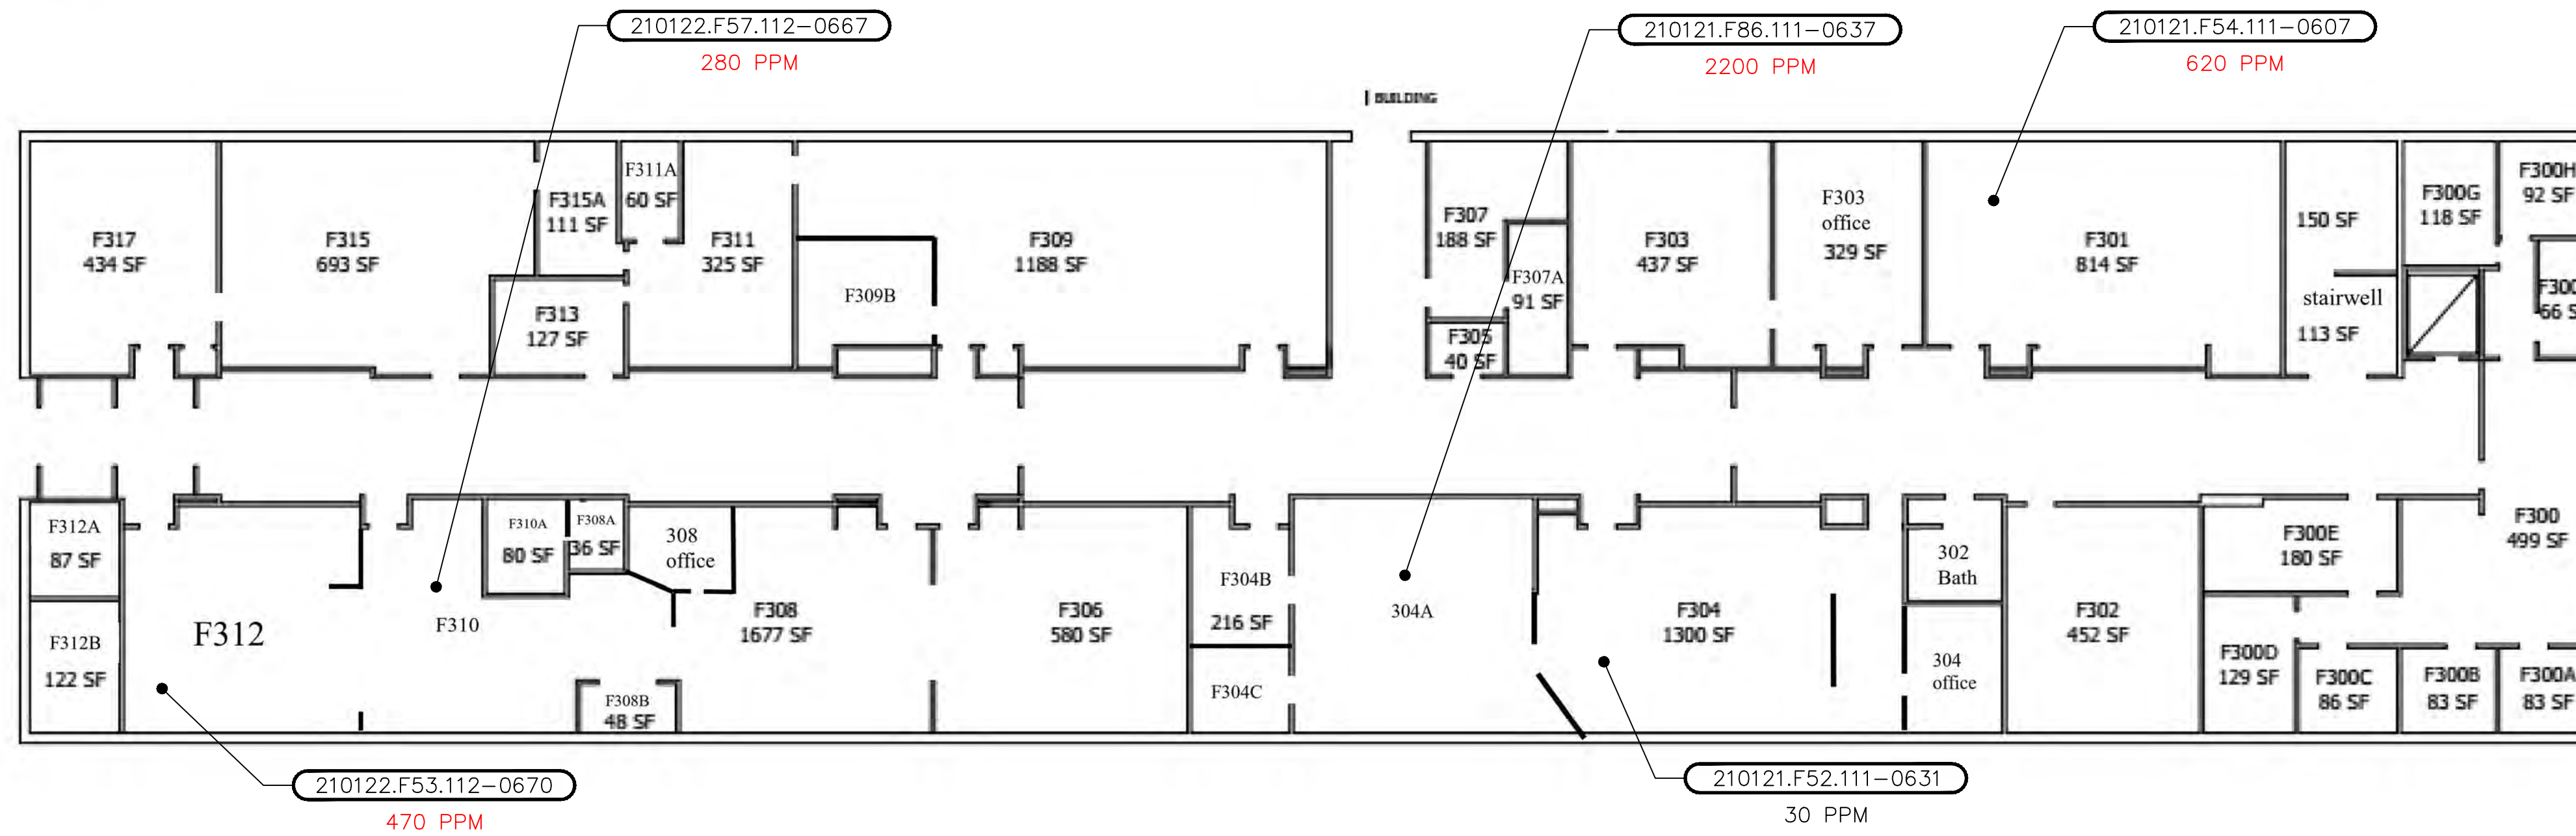 210122.F57.112-0667
280 PPM
210121.F86.111-0637
2200 PPM
210121.F54.111-0607
620 PPM
BUILDING
F317
434 SF
F315
693 SF
F315A
111 SF
F311A
60 SF
F313
127 SF
F311
325 SF
F309B
F309
1188 SF
F307
188 SF
F307A
91 SF
F305
40 SF
F303
437 SF
F303
office
329 SF
F301
814 SF
150 SF
stairwell
113 SF
F300G
118 SF
F300H
92 SF
66 S
F312A
87 SF
F312B
122 SF
F312
F310
F310A
80 SF
F308A
36 SF
308
office
F308
1677 SF
F308B
48 SF
F306
580 SF
F304B
216 SF
F304C
304A
F304
1300 SF
302
Bath
304
office
F302
452 SF
F300E
180 SF
F300
499 SF
F300D
129 SF
F300C
86 SF
F300B
83 SF
F300A
83 SF
210122.F53.112-0670
470 PPM
210121.F52.111-0631
30 PPM